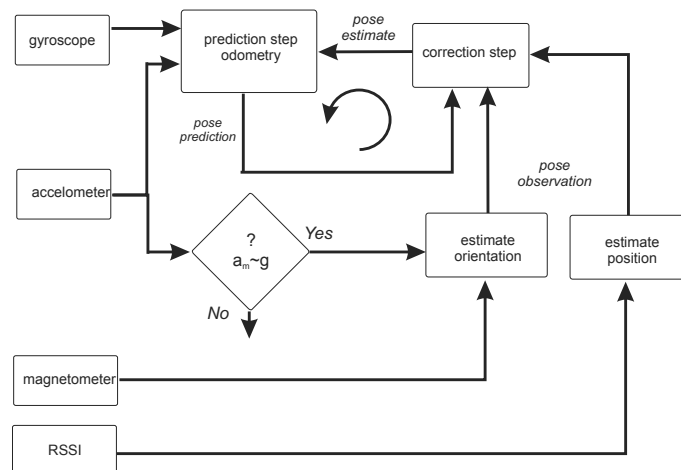 gyroscope
prediction step
odometry
pose
estimate
correction step
pose
prediction
pose
observation
accelometer
?
aₘ~g
Yes
No
estimate
orientation
estimate
position
magnetometer
RSSI